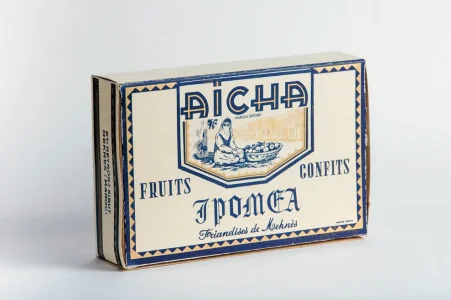 AÏCHA
FRUITS
CONFITS
IPOMEA
Friandises de Meknès